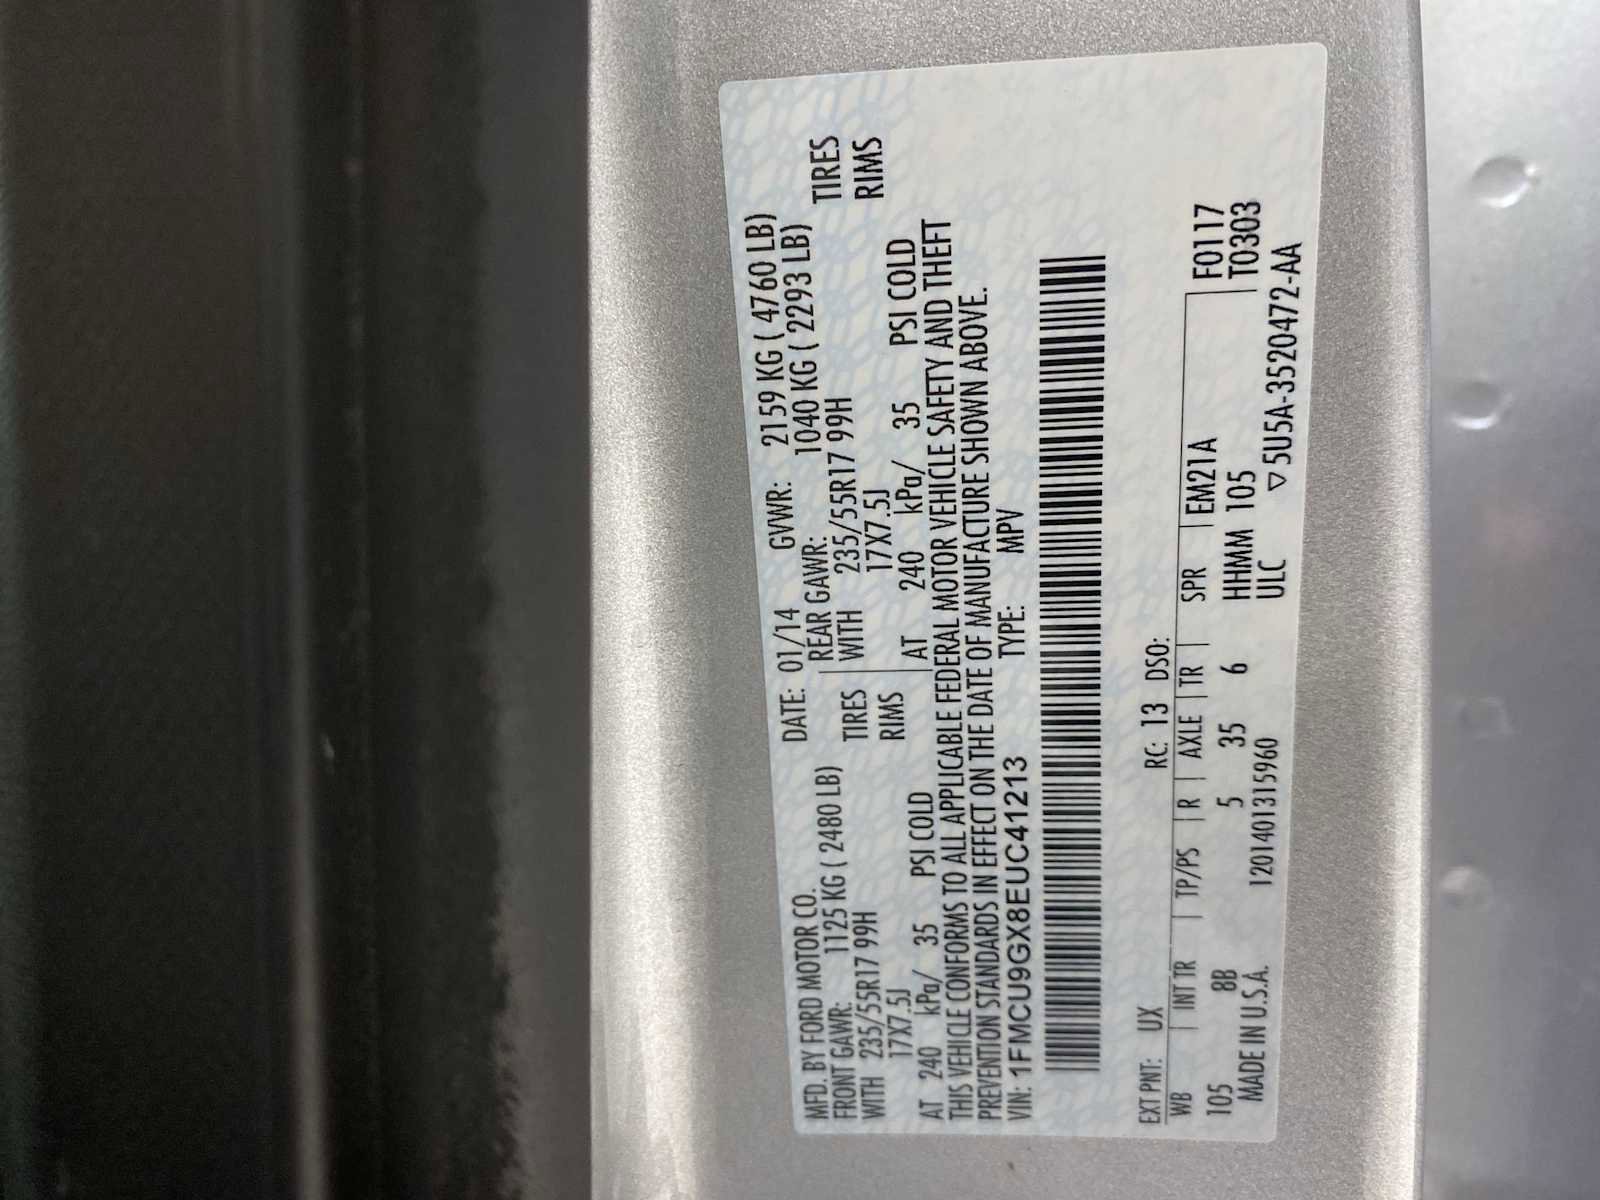 MFD. BY FORD MOTOR CO. DATE: 01/14 GVWR: 2159 KG ( 4760 LB)
FRONT GAWR: 1125 KG ( 2480 LB) REAR GAWR: 1040 KG ( 2293 LB)
WITH 235/55R17 99H TIRES WITH 235/55R17 99H TIRES
17X7.5J RIMS 17X7.5J RIMS
AT 240 kPa/ 35 PSI COLD AT 240 kPa/ 35 PSI COLD
THIS VEHICLE CONFORMS TO ALL APPLICABLE FEDERAL MOTOR VEHICLE SAFETY AND THEFT
PREVENTION STANDARDS IN EFFECT ON THE DATE OF MANUFACTURE SHOWN ABOVE.
VIN: 1FMCU9GX8EUC41213 TYPE: MPV
EXT PNT: UX RC: 13 DSO:
WB INT TR TP/PS R AXLE TR SPR EM21A F0117
105 8B 5 35 6 HHMM 105 T0303
MADE IN U.S.A. 120140131596​0 ULC ▽5U5A-3520472-AA